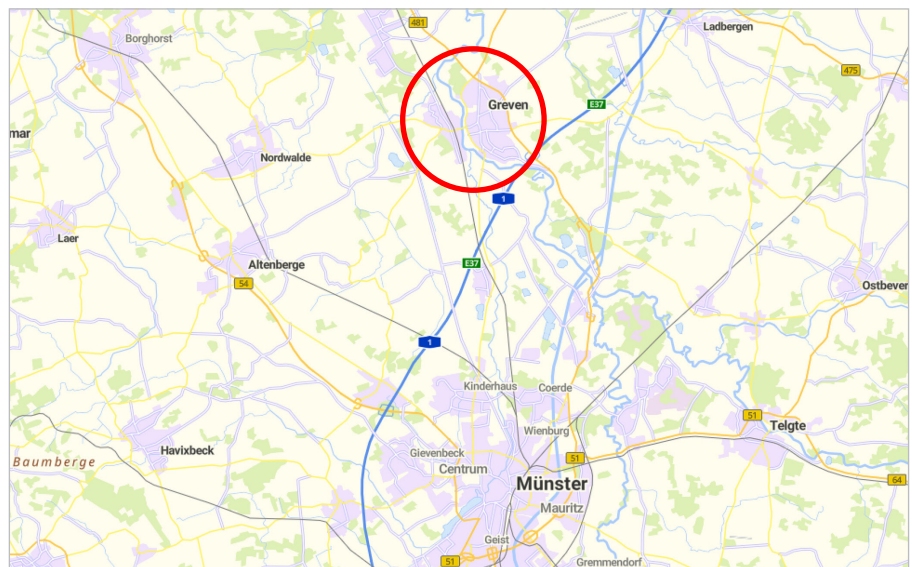 481
Ladbergen
Borghorst
475
Greven
E37
mar
Nordwalde
1
Laer
Altenberge
E37
54
Ostbever
1
Kinderhaus
Coerde
51
Telgte
Wienburg
Havixbeck
Gievenbeck
51
Baumberge
Centrum
64
Münster
Mauritz
Geist
51
Gremmendorf